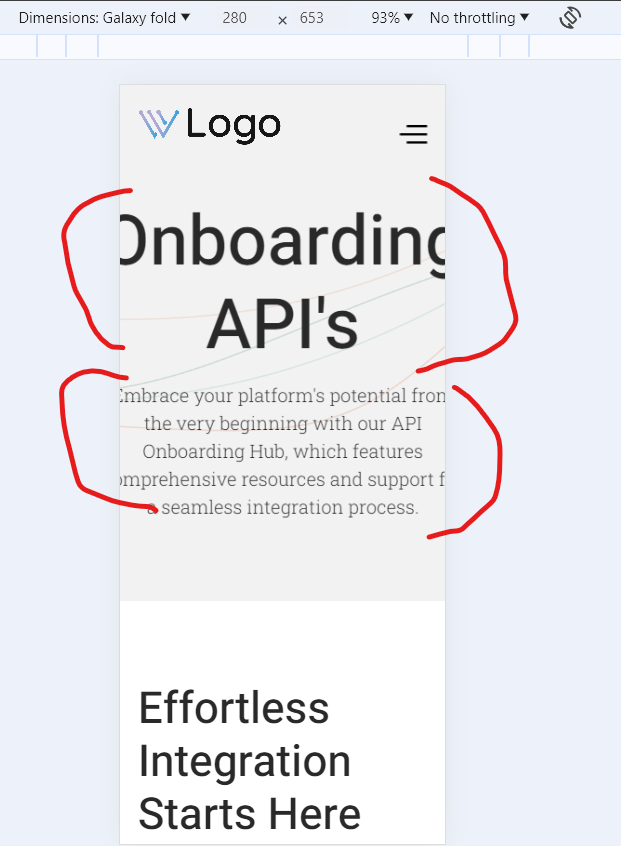 Dimensions: Galaxy fold ▼ 280 × 653 93% ▼ No throttling ▼
Logo
Onboarding
API's
Embrace your platform's potential from
the very beginning with our API
Onboarding Hub, which features
omprehensive resources and support f
a seamless integration process.
Effortless
Integration
Starts Here